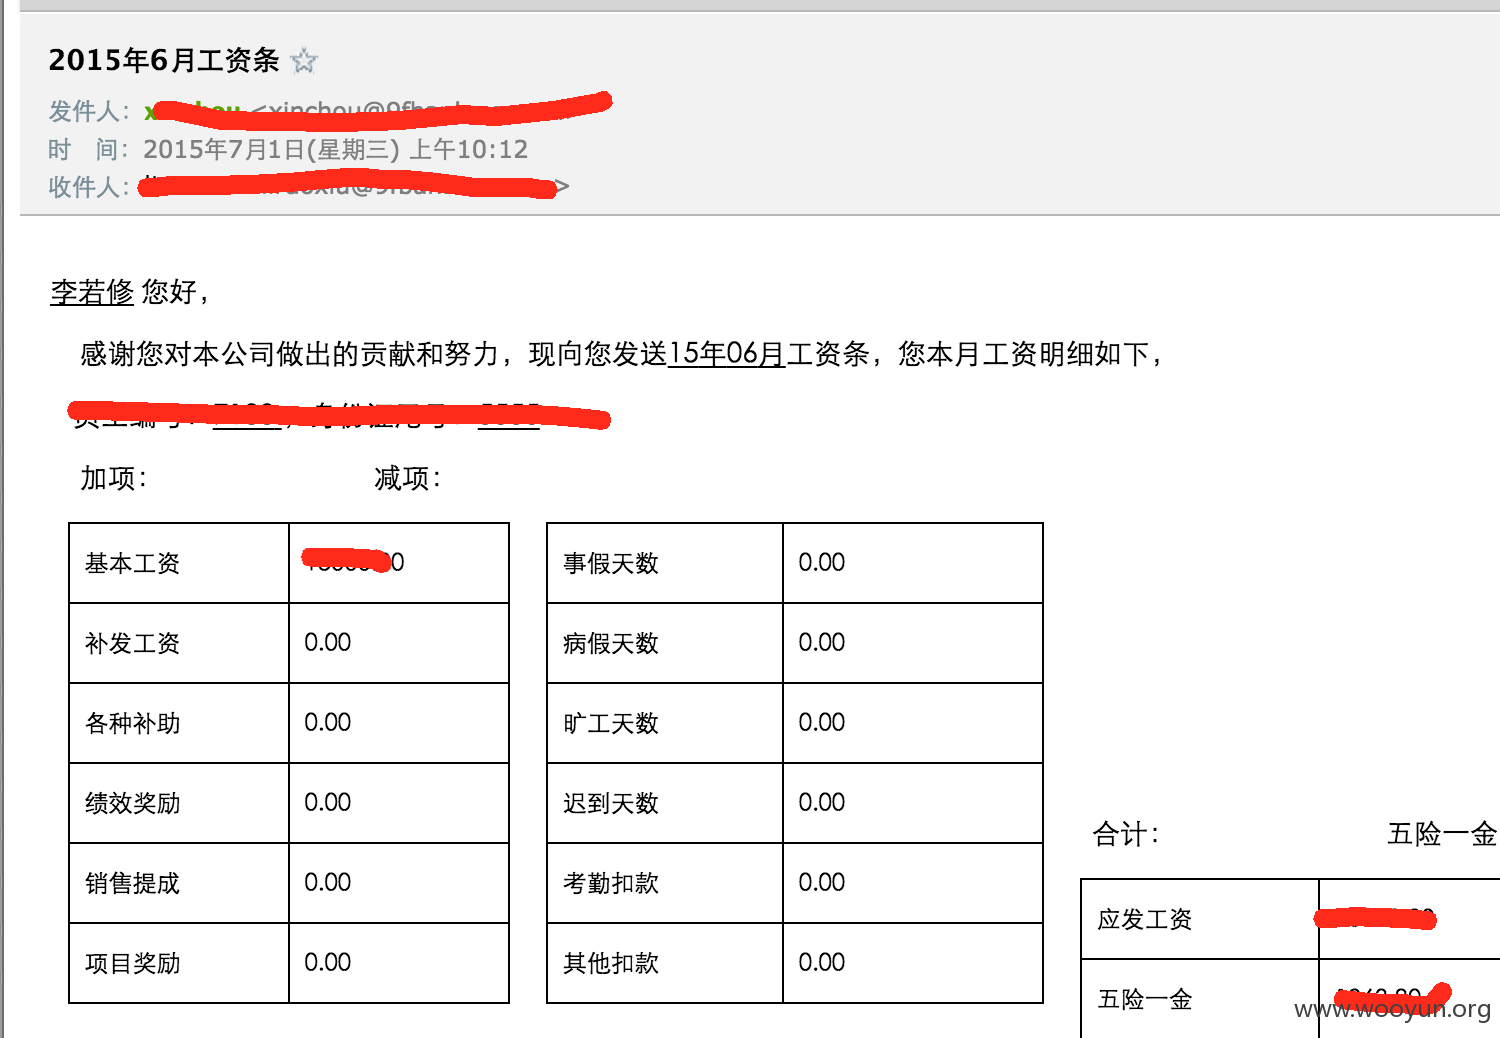 2015年6月工资条
发件人：
时 间： 2015年7月1日(星期三) 上午10:12
收件人： >
李若修 您好，
感谢您对本公司做出的贡献和努力，现向您发送15年06月工资条，您本月工资明细如下，
加项： 减项：
基本工资 事假天数 0.00
补发工资 0.00 病假天数 0.00
各种补助 0.00 旷工天数 0.00
绩效奖励 0.00 迟到天数 0.00
合计： 五险一金
销售提成 0.00 考勤扣款 0.00
应发工资
项目奖励 0.00 其他扣款 0.00
五险一金
www.wooyun.org